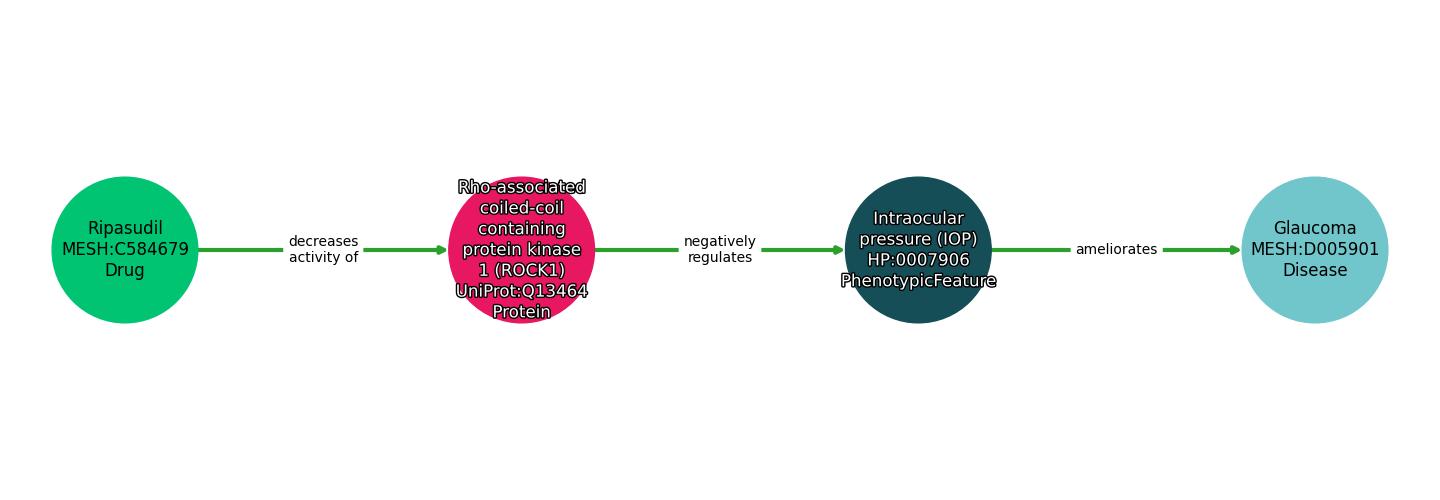 Ripasudil
MESH:C584679
Drug
decreases
activity of
Rho-associated
coiled-coil
containing
protein kinase
1 (ROCK1)
UniProt:Q13464
Protein
negatively
regulates
Intraocular
pressure (IOP)
HP:0007906
PhenotypicFeature
ameliorates
Glaucoma
MESH:D005901
Disease